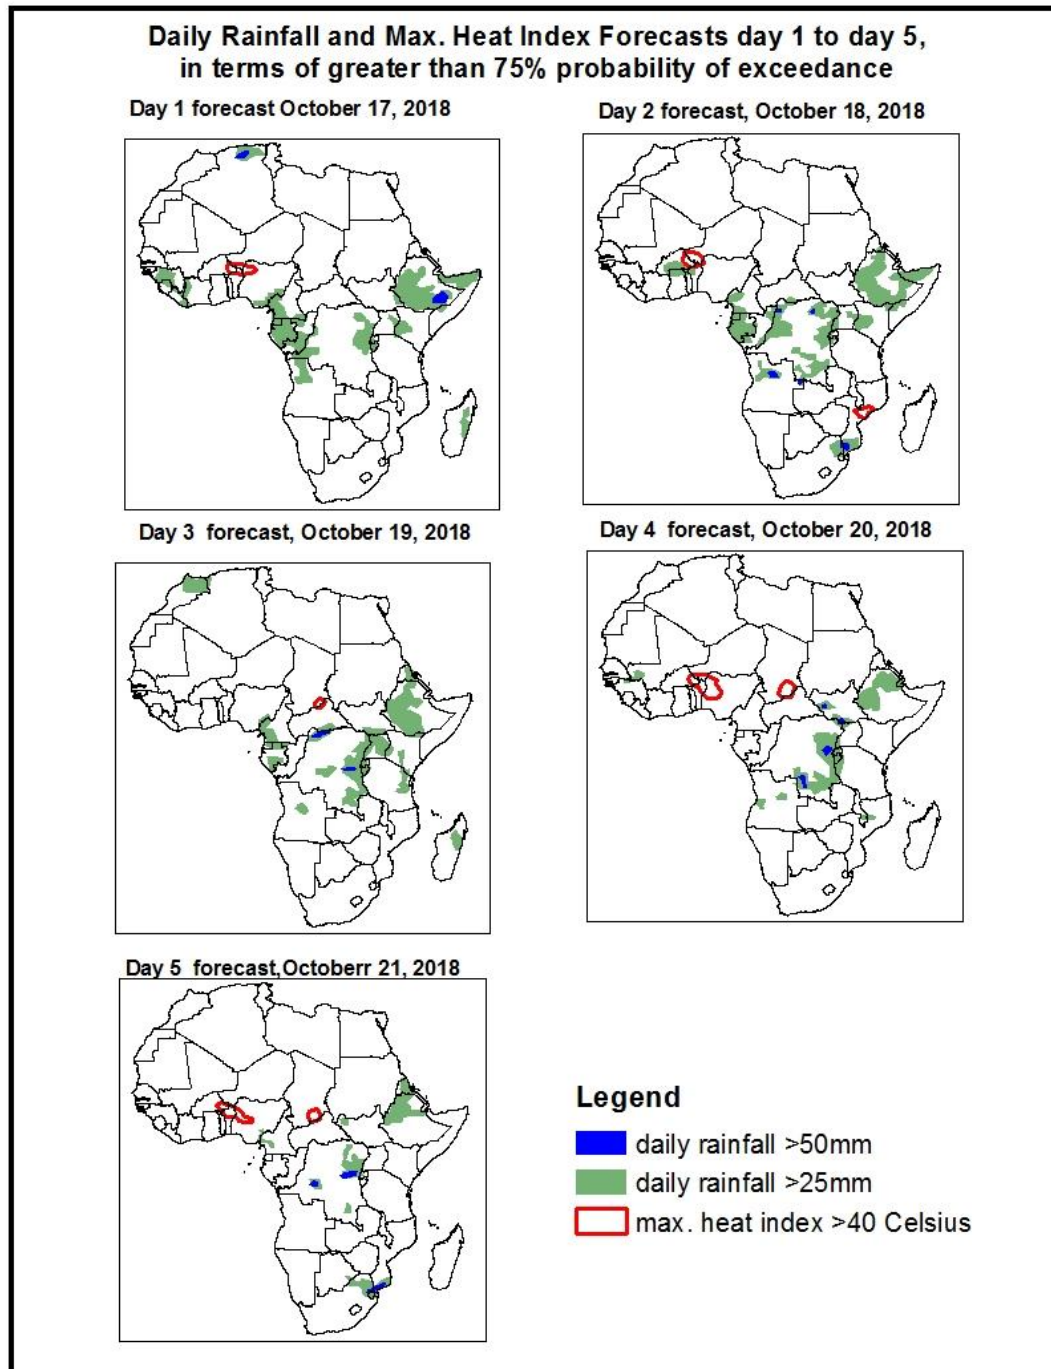 Daily Rainfall and Max. Heat Index Forecasts day 1 to day 5,
in terms of greater than 75% probability of exceedance
Day 1 forecast October 17, 2018
Day 2 forecast, October 18, 2018
Day 3 forecast, October 19, 2018
Day 4 forecast, October 20, 2018
Day 5 forecast,Octoberr 21, 2018
Legend
daily rainfall >50mm
daily rainfall >25mm
max. heat index >40 Celsius